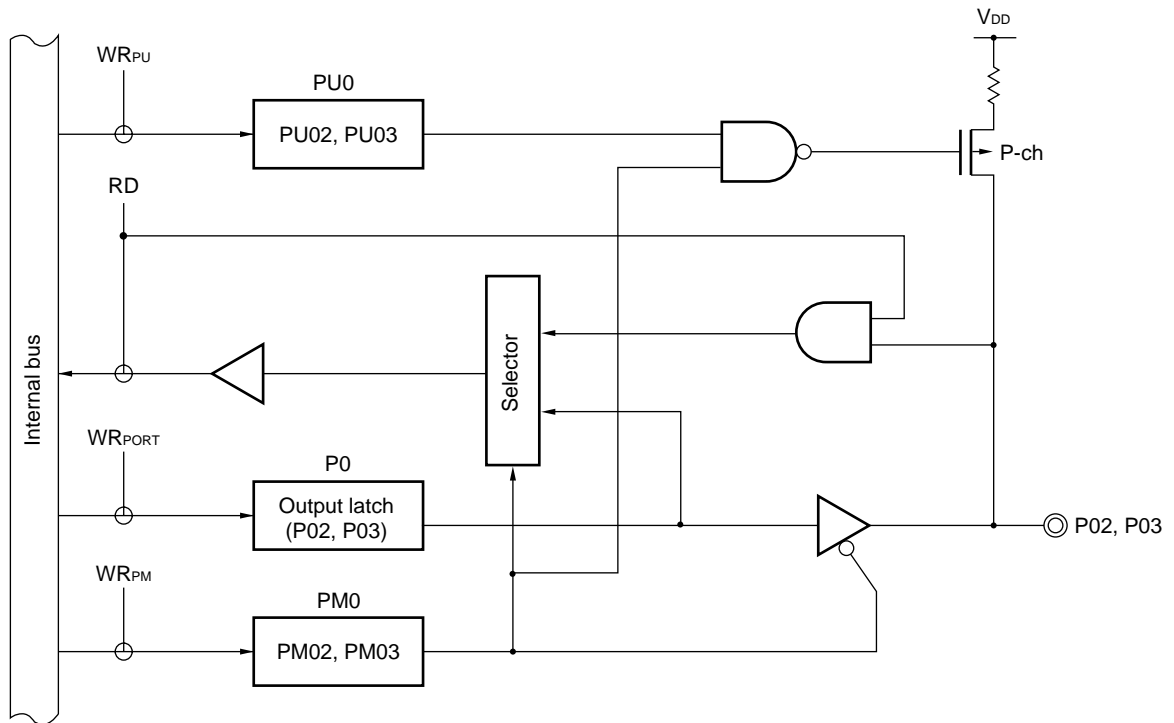 VDD
WRPU
PU0
PU02, PU03
P-ch
RD
Internal bus
Selector
WRPORT
P0
Output latch
(P02, P03)
P02, P03
WRPM
PM0
PM02, PM03